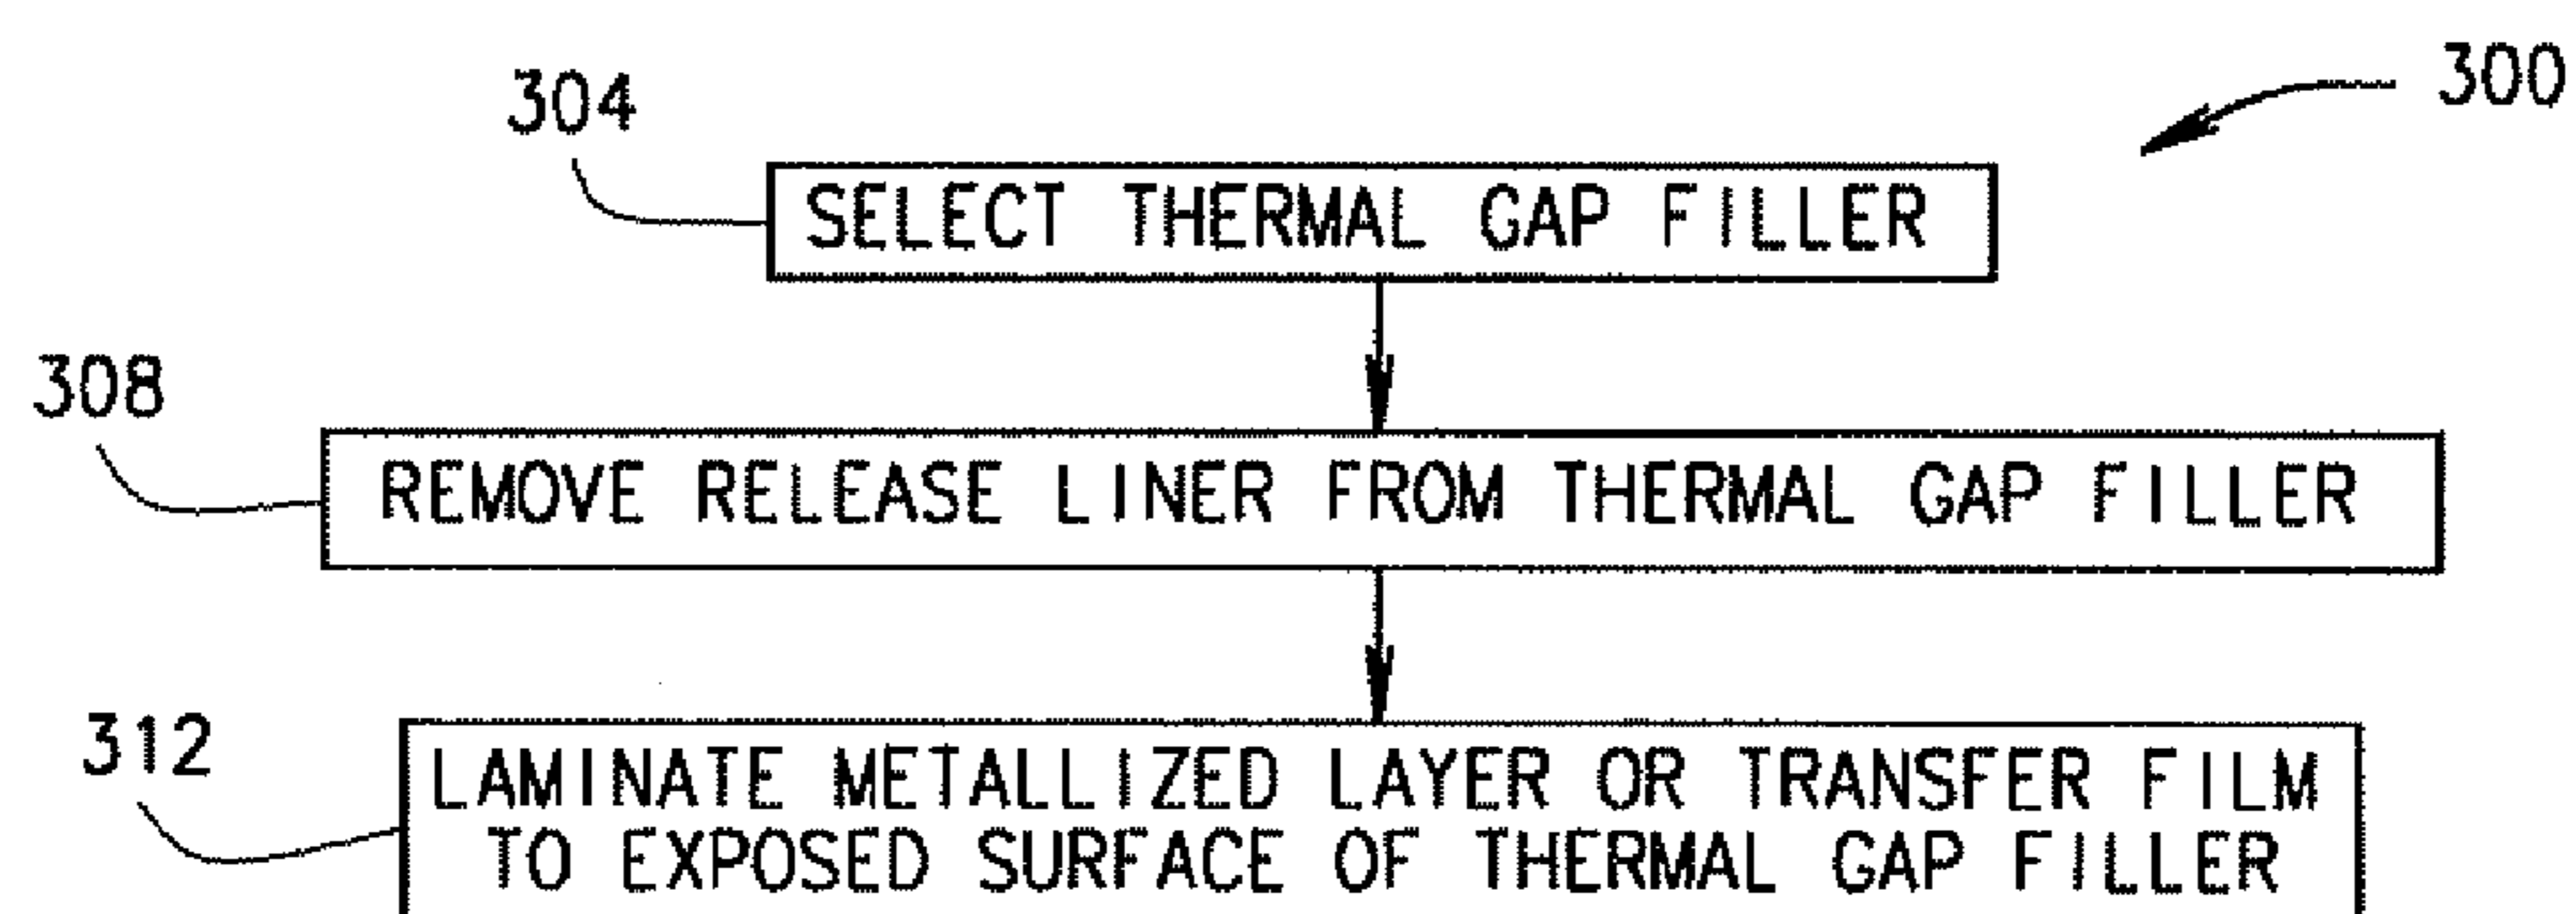 300
304
SELECT THERMAL GAP FILLER
308
REMOVE RELEASE LINER FROM THERMAL GAP FILLER
312
LAMINATE METALLIZED LAYER OR TRANSFER FILM
TO EXPOSED SURFACE OF THERMAL GAP FILLER